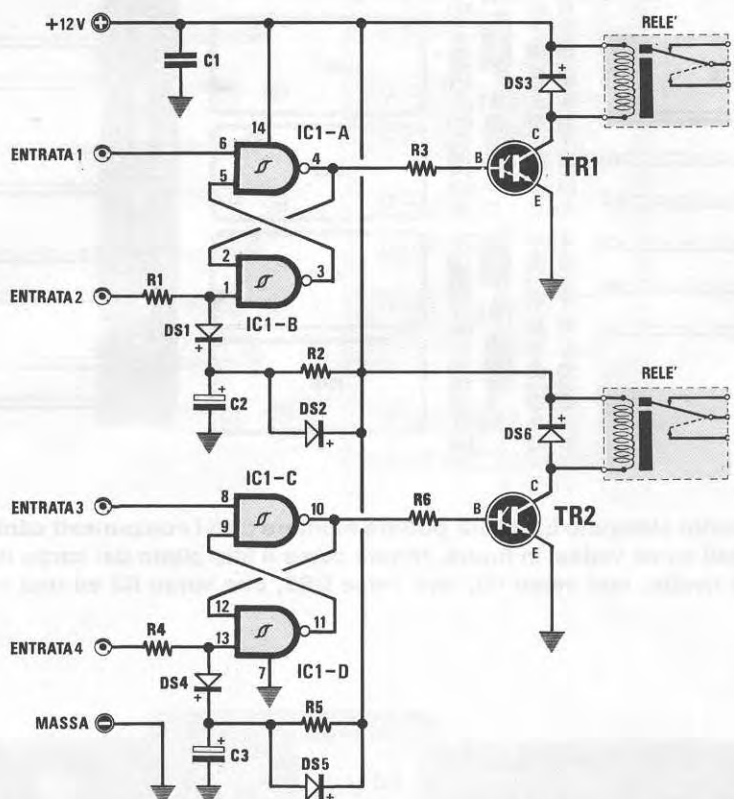 +12V
C1
RELE'
DS3
+
14
IC1-A
ENTRATA 1
6
5
4
R3
B
C
E
TR1
2
1
3
ENTRATA 2
R1
IC1-B
DS1
+
R2
+
C2
DS2
+
RELE'
DS6
+
IC1-C
ENTRATA 3
8
9
10
R6
B
C
E
TR2
12
13
11
ENTRATA 4
R4
7
IC1-D
DS4
+
R5
MASSA
+
C3
DS5
+